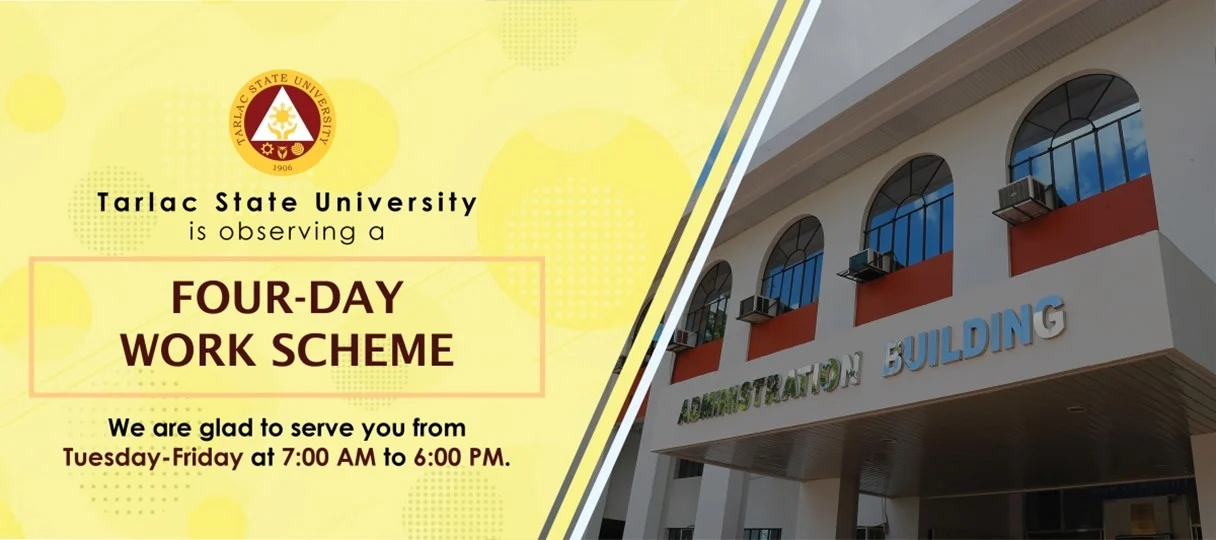 TARLAC STATE UNIVERSITY
1906
Tarlac State University
is observing a
FOUR-DAY
WORK SCHEME
We are glad to serve you from
Tuesday-Friday at 7:00 AM to 6:00 PM.
ADMINISTRATION BUILDING